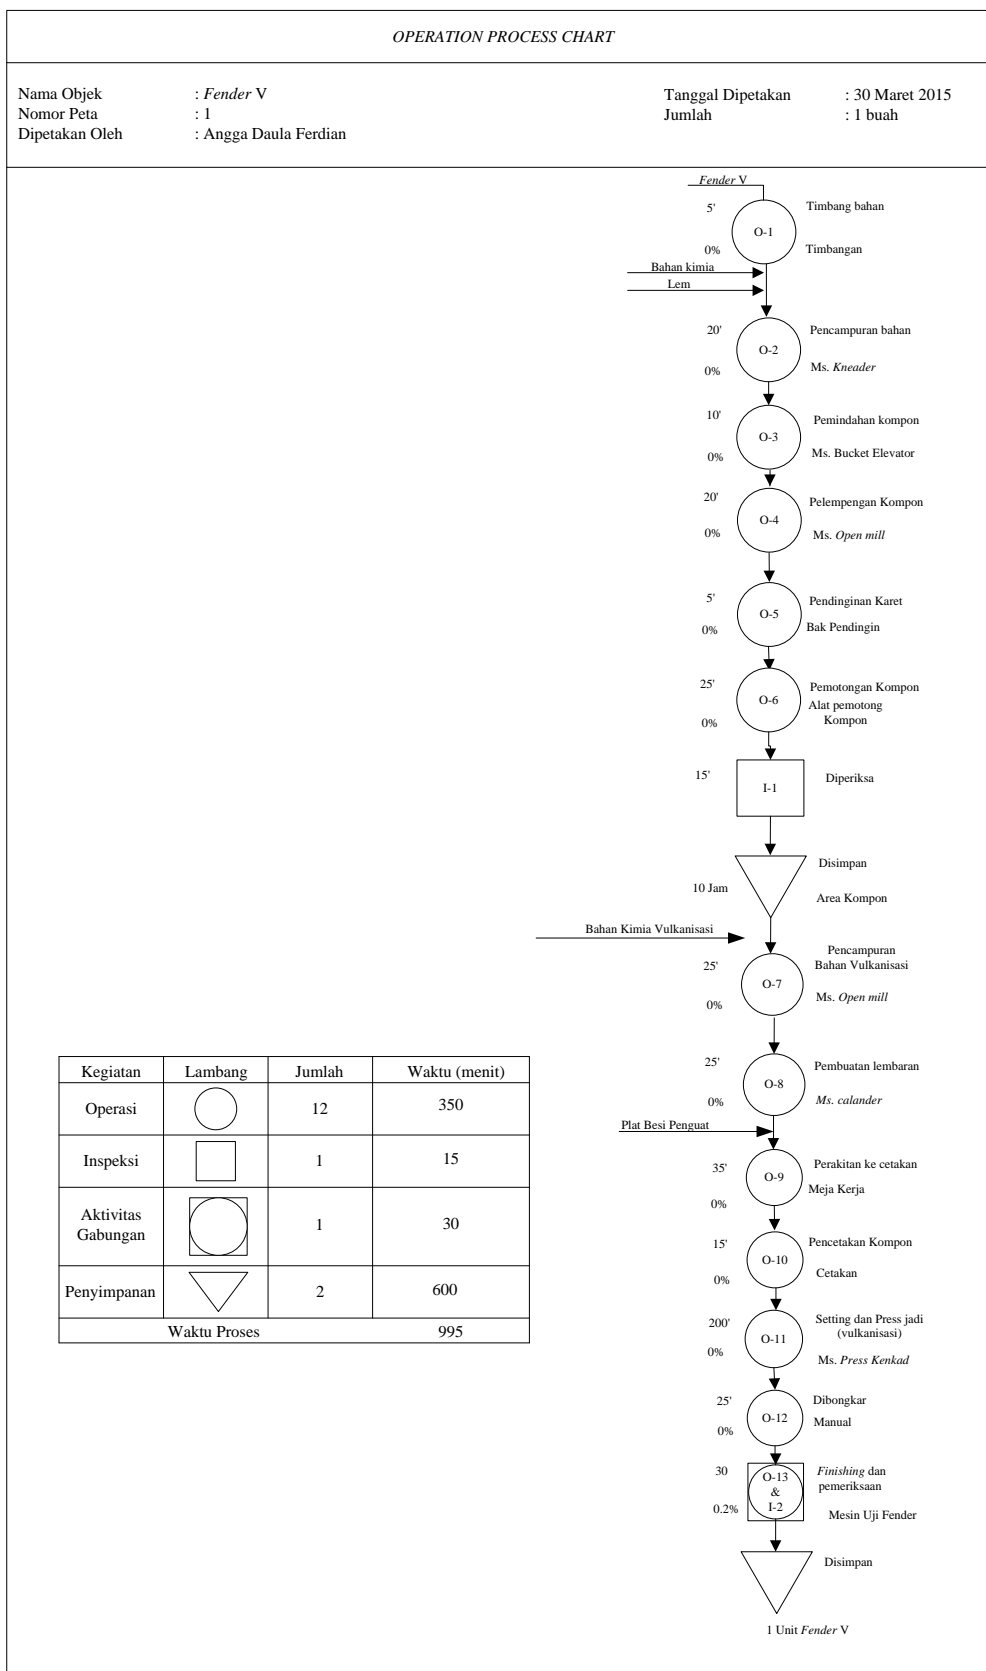 OPERATION PROCESS CHART
Nama Objek : Fender V
Nomor Peta : 1
Dipetakan Oleh : Angga Daula Ferdian
Tanggal Dipetakan : 30 Maret 2015
Jumlah : 1 buah
Fender V
5' Timbang bahan
O-1
0% Timbangan
Bahan kimia
Lem
20' Pencampuran bahan
O-2
0% Ms. Kneader
10' Pemindahan kompon
O-3
0% Ms. Bucket Elevator
20' Pelempengan Kompon
O-4
0% Ms. Open mill
5' Pendinginan Karet
O-5
0% Bak Pendingin
25' Pemotongan Kompon
O-6 Alat pemotong
0% Kompon
15' Diperiksa
I-1
Disimpan
10 Jam Area Kompon
Bahan Kimia Vulkanisasi
Pencampuran
25' Bahan Vulkanisasi
O-7
0% Ms. Open mill
25' Pembuatan lembaran
O-8
0% Ms. calander
Plat Besi Penguat
35' Perakitan ke cetakan
O-9
0% Meja Kerja
15' Pencetakan Kompon
O-10
0% Cetakan
200' Setting dan Press jadi
(vulkanisasi)
O-11
0% Ms. Press Kenkad
25' Dibongkar
O-12 Manual
0%
30 Finishing dan
pemeriksaan
O-13
&
I-2
0.2% Mesin Uji Fender
Disimpan
1 Unit Fender V
Kegiatan Lambang Jumlah Waktu (menit)
Operasi 12 350
Inspeksi 1 15
Aktivitas
Gabungan 1 30
Penyimpanan 2 600
Waktu Proses 995